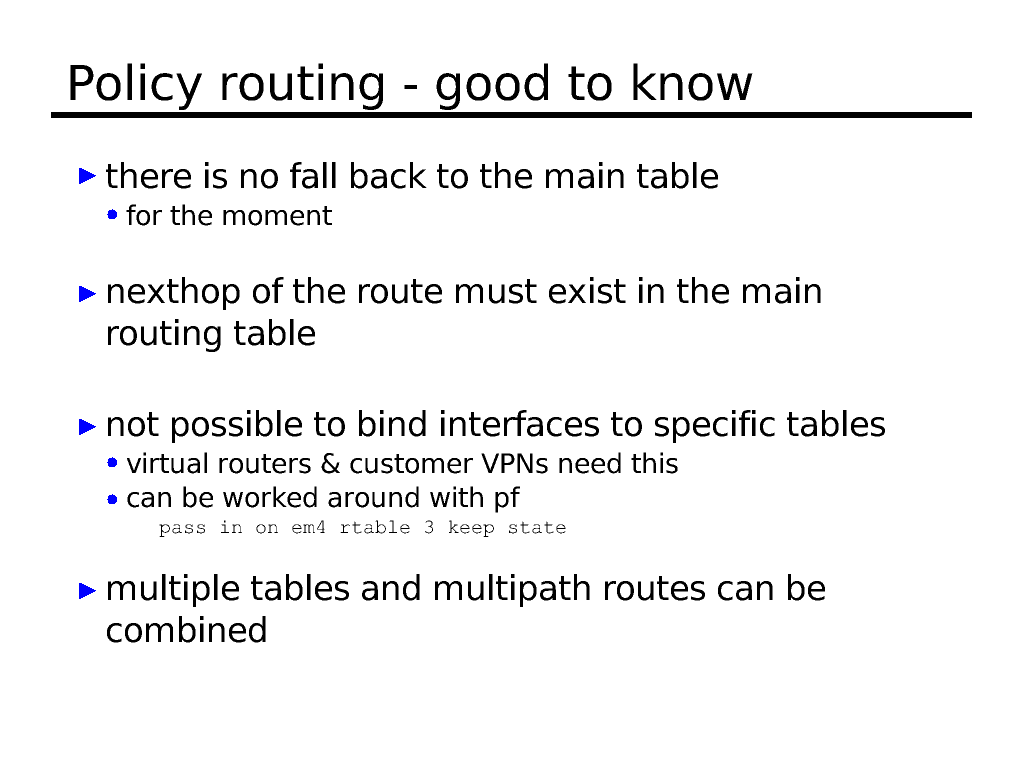 Policy routing - good to know
there is no fall back to the main table
for the moment
nexthop of the route must exist in the main
routing table
not possible to bind interfaces to specific tables
virtual routers & customer VPNs need this
can be worked around with pf
pass in on em4 rtable 3 keep state
multiple tables and multipath routes can be
combined